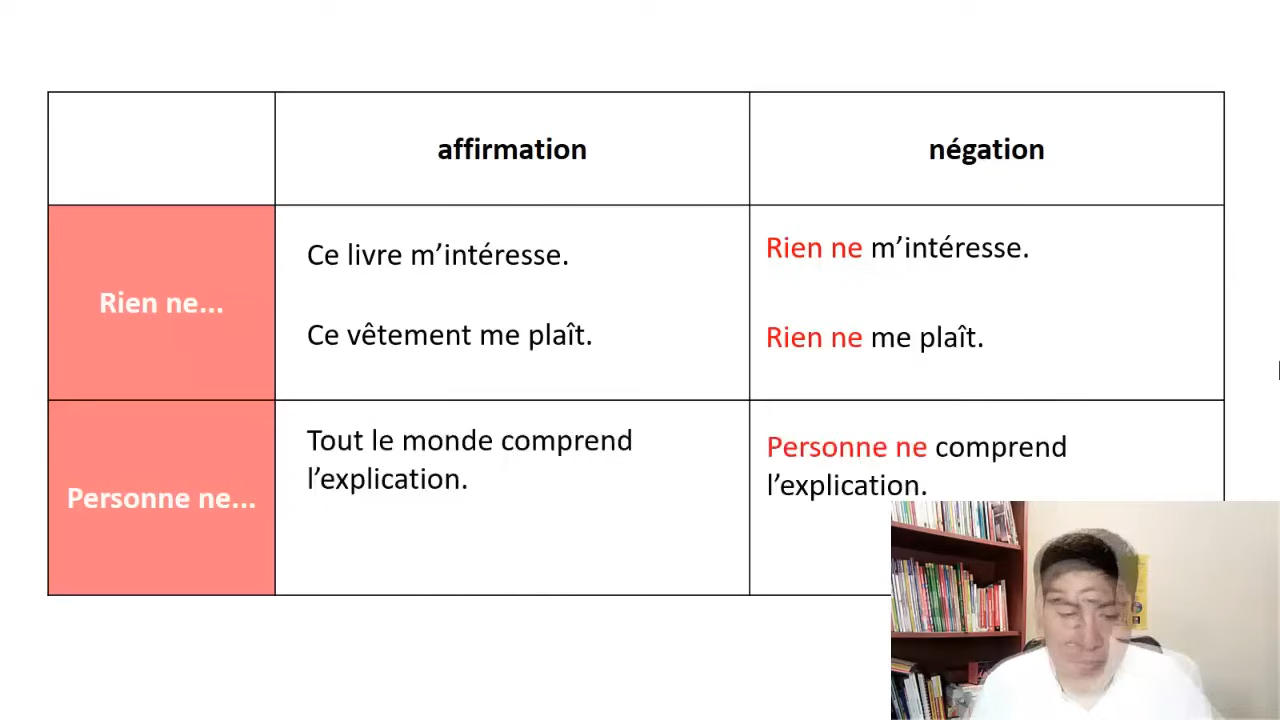 affirmation
négation
Rien ne...
Ce livre m’intéresse.
Rien ne m’intéresse.
Ce vêtement me plaît.
Rien ne me plaît.
Personne ne...
Tout le monde comprend
l’explication.
Personne ne comprend
l’explication.